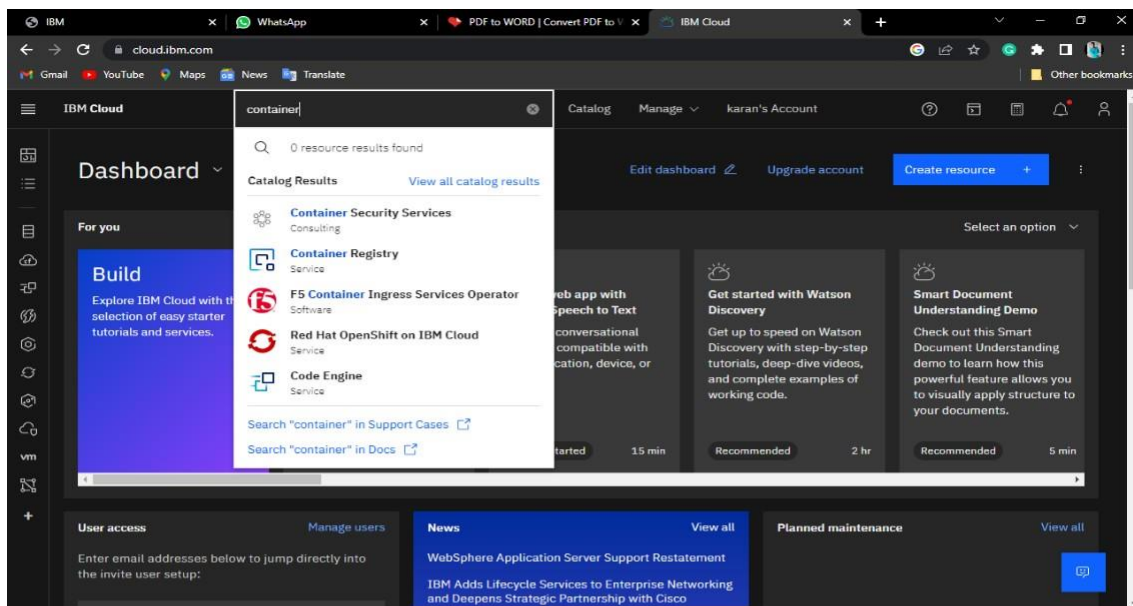 IBM
WhatsApp
PDF to WORD | Convert PDF to
IBM Cloud
cloud.ibm.com
Gmail
YouTube
Maps
News
Translate
Other bookmarks
IBM Cloud
container
Catalog
Manage
karan's Account
Dashboard
Edit dashboard
Upgrade account
Create resource +
0 resource results found
Catalog Results
View all catalog results
Container Security Services
Consulting
Container Registry
Service
F5 Container Ingress Services Operator
Software
Red Hat OpenShift on IBM Cloud
Service
Code Engine
Service
Search "container" in Support Cases
Search "container" in Docs
For you
Select an option
Build
Explore IBM Cloud with
selection of easy starter
tutorials and services.
app with
Speech to Text
conversational
compatible with
device, or
15 min
Get started with Watson
Discovery
Get up to speed on Watson
Discovery with step-by-step
tutorials, deep-dive videos,
and complete examples of
working code.
Recommended
2 hr
Smart Document
Understanding Demo
Check out this Smart
Document Understanding
demo to learn how this
powerful feature allows you
to visually apply structure to
your documents.
Recommended
5 min
vm
User access
Manage users
Enter email addresses below to jump directly into
the invite user setup:
News
View all
WebSphere Application Server Support Restatement
IBM Adds Lifecycle Services to Enterprise Networking
and Deepens Strategic Partnership with Cisco
Planned maintenance
View all